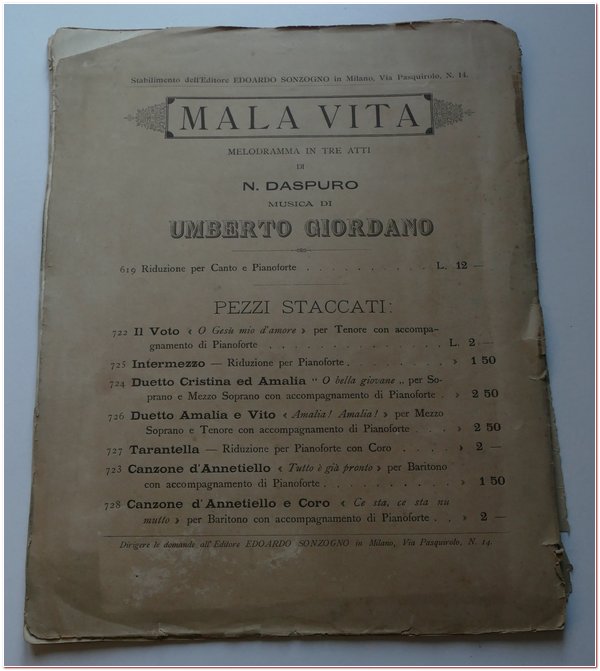 Stabilimento dell'Editore EDOARDO SONZOGNO in Milano, Via Pasquirolo, N. 14.
MALA VITA
MELODRAMMA IN TRE ATTI
DI
N. DASPURO
MUSICA DI
UMBERTO GIORDANO
619 Riduzione per Canto e Pianoforte . . . . . . . . . . L. 12 —
PEZZI STACCATI:
722 Il Voto « O Gesù mio d'amore » per Tenore con accompa-
gnamento di Pianoforte . . . . . . . . . . . . . . L. 2 —
725 Intermezzo — Riduzione per Pianoforte . . . . . . . . » 1 50
724 Duetto Cristina ed Amalia “ O bella giovane „ per So-
prano e Mezzo Soprano con accompagnamento di Pianoforte . » 2 50
726 Duetto Amalia e Vito « Amalia! Amalia! » per Mezzo
Soprano e Tenore con accompagnamento di Pianoforte . . . » 2 50
727 Tarantella — Riduzione per Pianoforte con Coro . . . . » 2 —
723 Canzone d'Annetiello « Tutto è già pronto » per Baritono
con accompagnamento di Pianoforte . . . . . . . . . . » 1 50
728 Canzone d'Annetiello e Coro « Ce sta, ce sta nu
mutto » per Baritono con accompagnamento di Pianoforte . . » 2 —
Dirigere le domande all'Editore EDOARDO SONZOGNO in Milano, Via Pasquirolo, N. 14.